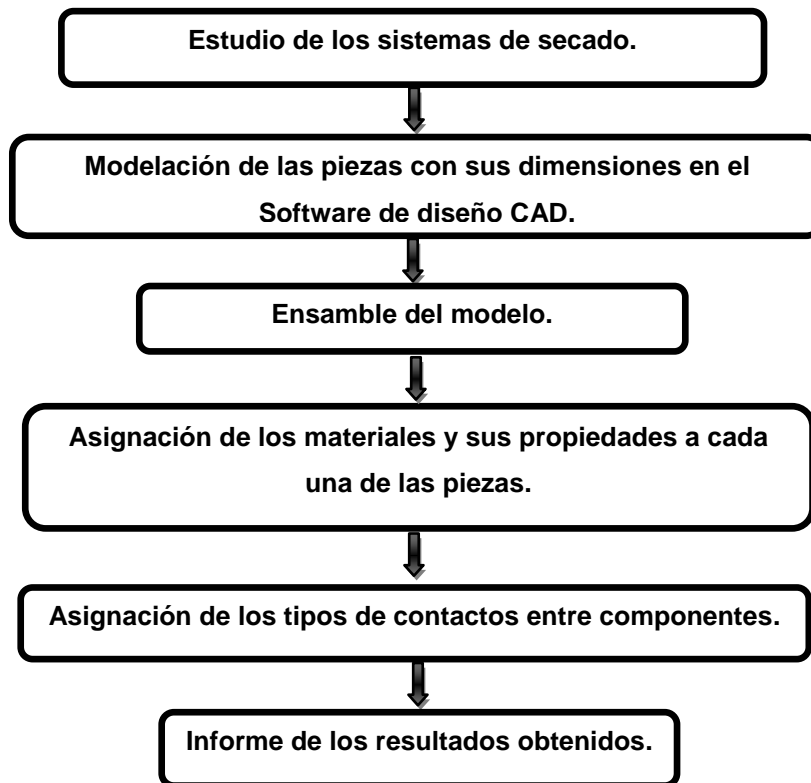 Estudio de los sistemas de secado.
Modelación de las piezas con sus dimensiones en el
Software de diseño CAD.
Ensamble del modelo.
Asignación de los materiales y sus propiedades a cada
una de las piezas.
Asignación de los tipos de contactos entre componentes.
Informe de los resultados obtenidos.